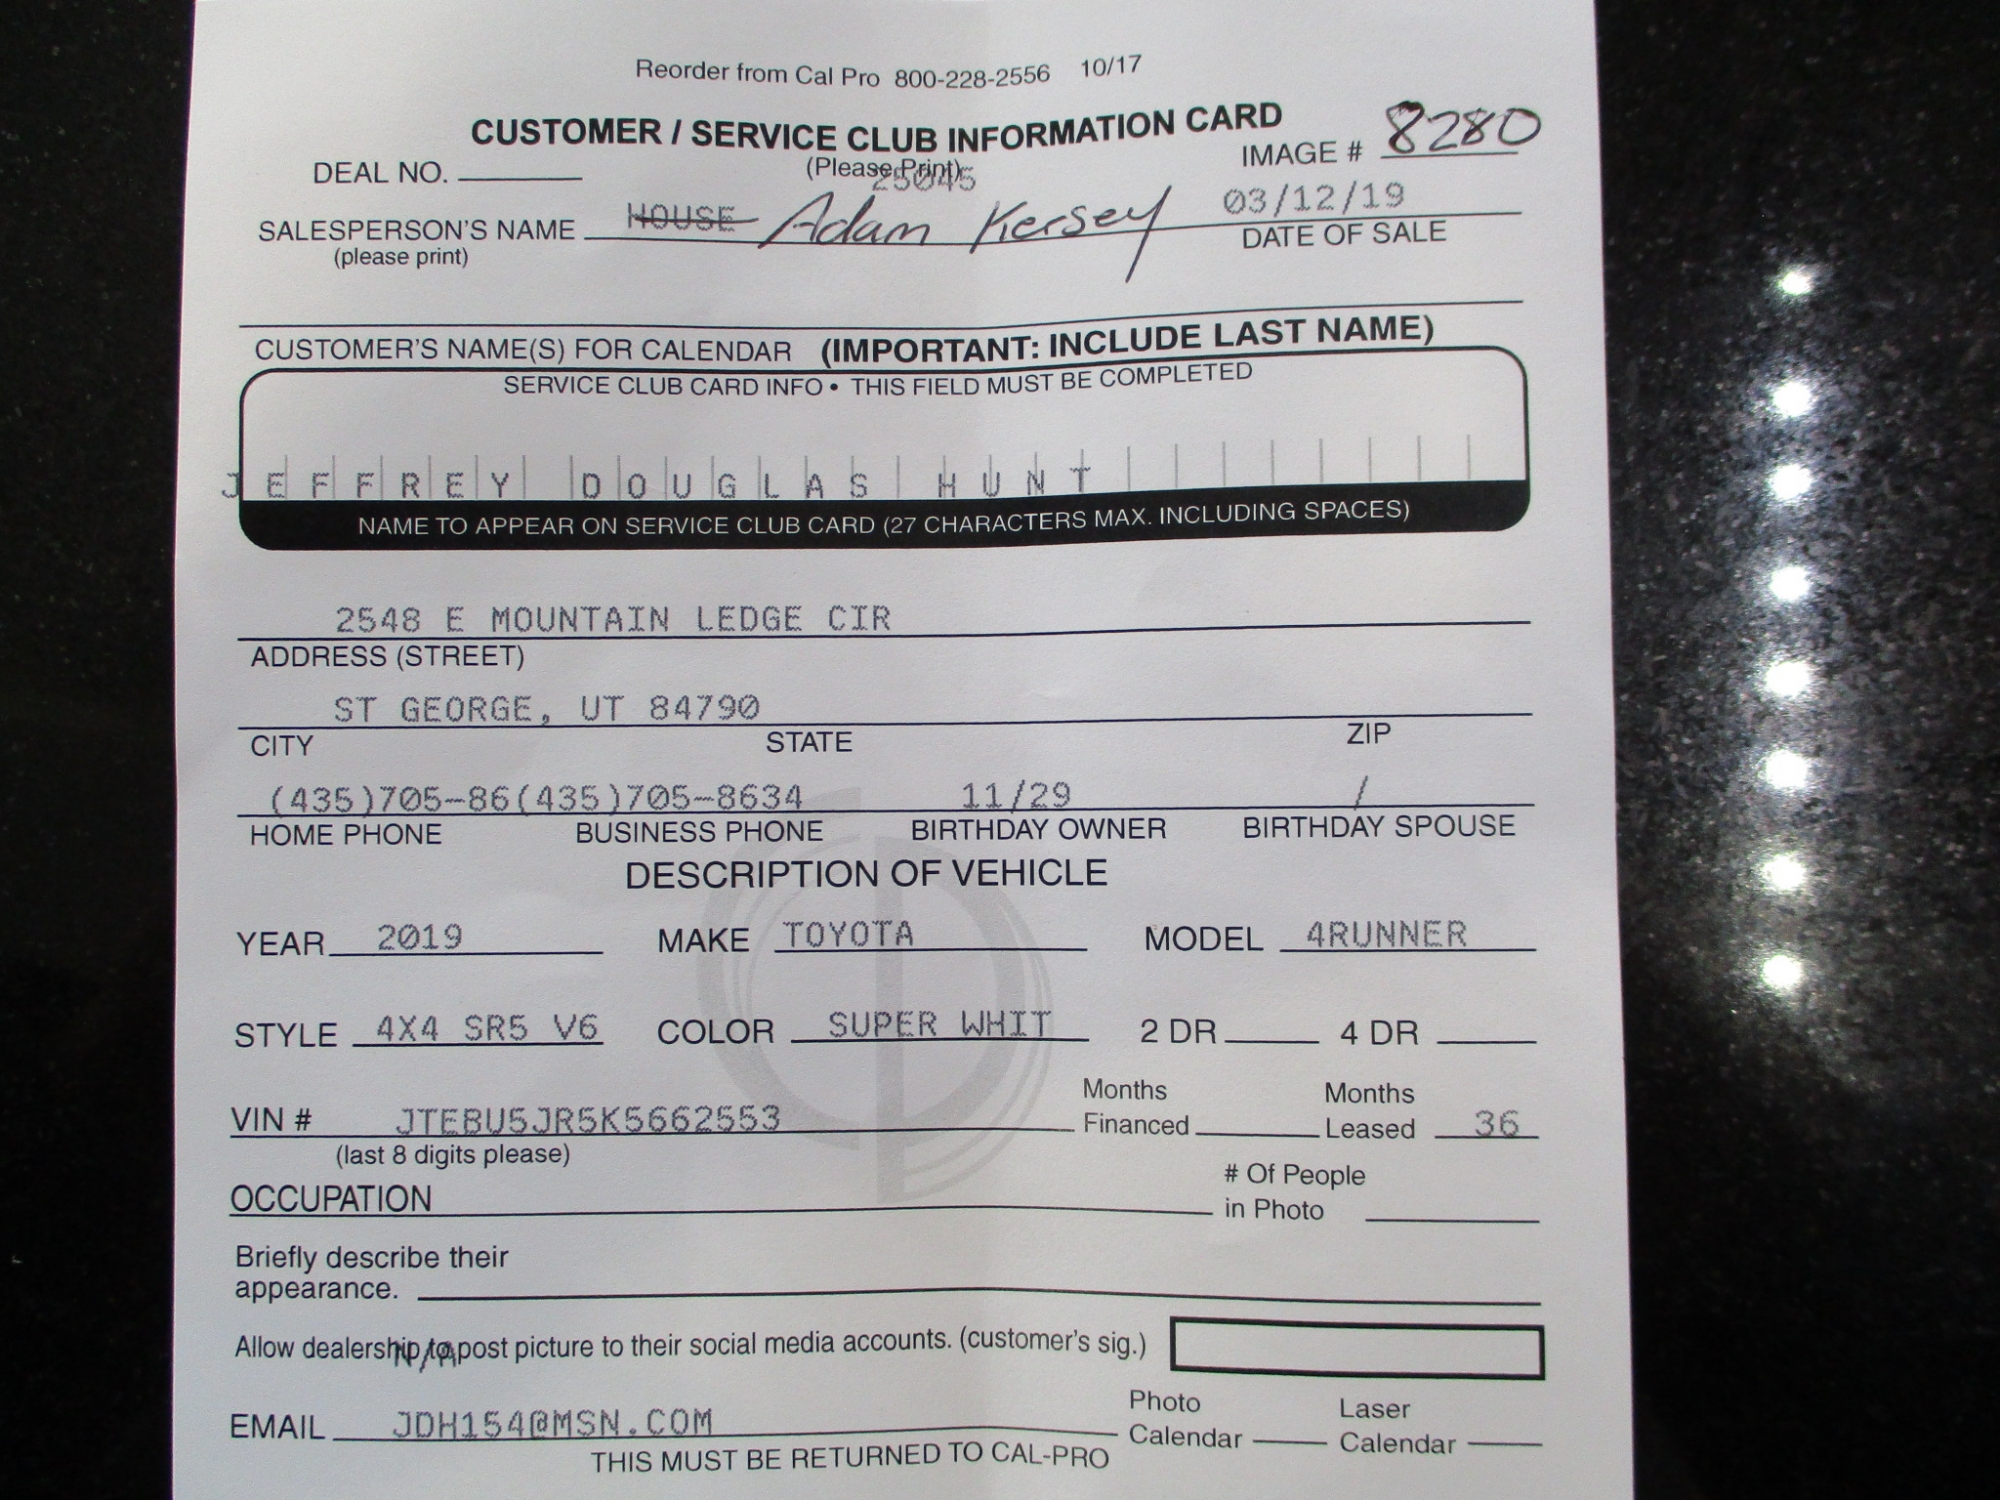 Reorder from Cal Pro 800-228-2556 10/17
CUSTOMER / SERVICE CLUB INFORMATION CARD
IMAGE # 8280
DEAL NO.
(Please Print)
25045
SALESPERSON'S NAME HOUSE Adam Kersey 03/12/19
(please print)
DATE OF SALE
CUSTOMER'S NAME(S) FOR CALENDAR (IMPORTANT: INCLUDE LAST NAME)
SERVICE CLUB CARD INFO • THIS FIELD MUST BE COMPLETED
JEFFREY DOUGLAS HUNT
NAME TO APPEAR ON SERVICE CLUB CARD (27 CHARACTERS MAX. INCLUDING SPACES)
2548 E MOUNTAIN LEDGE CIR
ADDRESS (STREET)
ST GEORGE, UT 84790
CITY STATE ZIP
(435)705-86(435)705-8634 11/29 /
HOME PHONE BUSINESS PHONE BIRTHDAY OWNER BIRTHDAY SPOUSE
DESCRIPTION OF VEHICLE
YEAR 2019 MAKE TOYOTA MODEL 4RUNNER
STYLE 4X4 SR5 V6 COLOR SUPER WHIT 2 DR 4 DR
Months Financed Months Leased 36
VIN # JTEBU5JR5K5662553
(last 8 digits please)
OCCUPATION
# Of People in Photo
Briefly describe their
appearance.
Allow dealership to post picture to their social media accounts. (customer's sig.)
N/A
EMAIL JDH154@MSN.COM
Photo Calendar Laser Calendar
THIS MUST BE RETURNED TO CAL-PRO